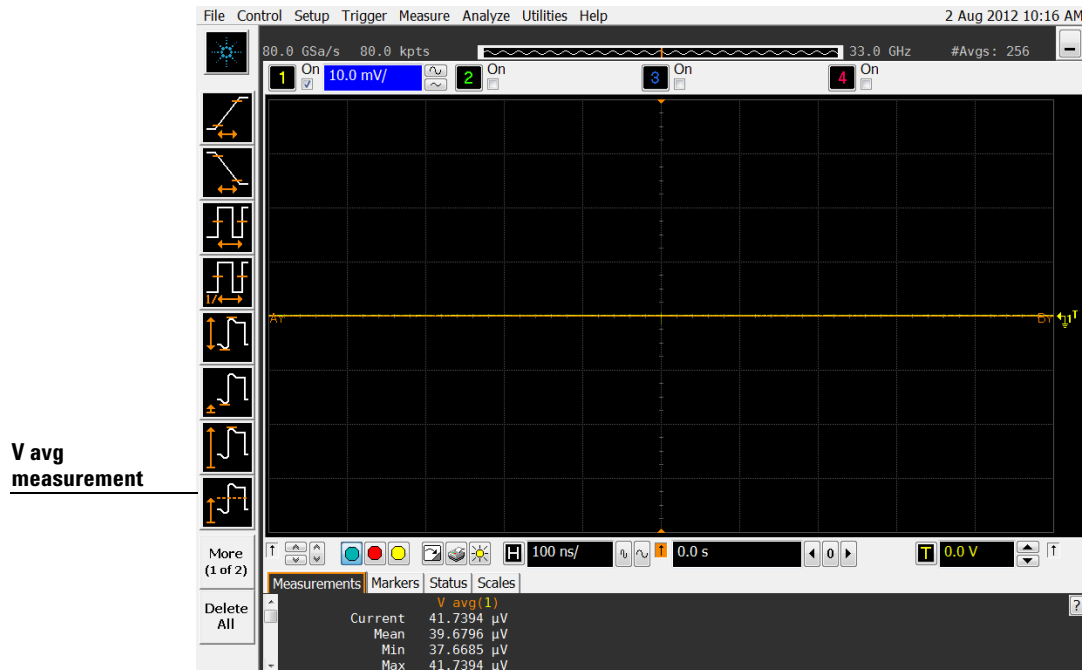 File Control Setup Trigger Measure Analyze Utilities Help 2 Aug 2012 10:16 AM
80.0 GSa/s 80.0 kpts 33.0 GHz #Avgs: 256
1 On 10.0 mV/ 2 On 3 On 4 On
1/
V avg
measurement
More
(1 of 2)
Delete
All
H 100 ns/ 0.0 s 0 T 0.0 V
Measurements Markers Status Scales
V avg(1)
Current 41.7394 µV
Mean 39.6796 µV
Min 37.6685 µV
Max 41.7394 µV
?